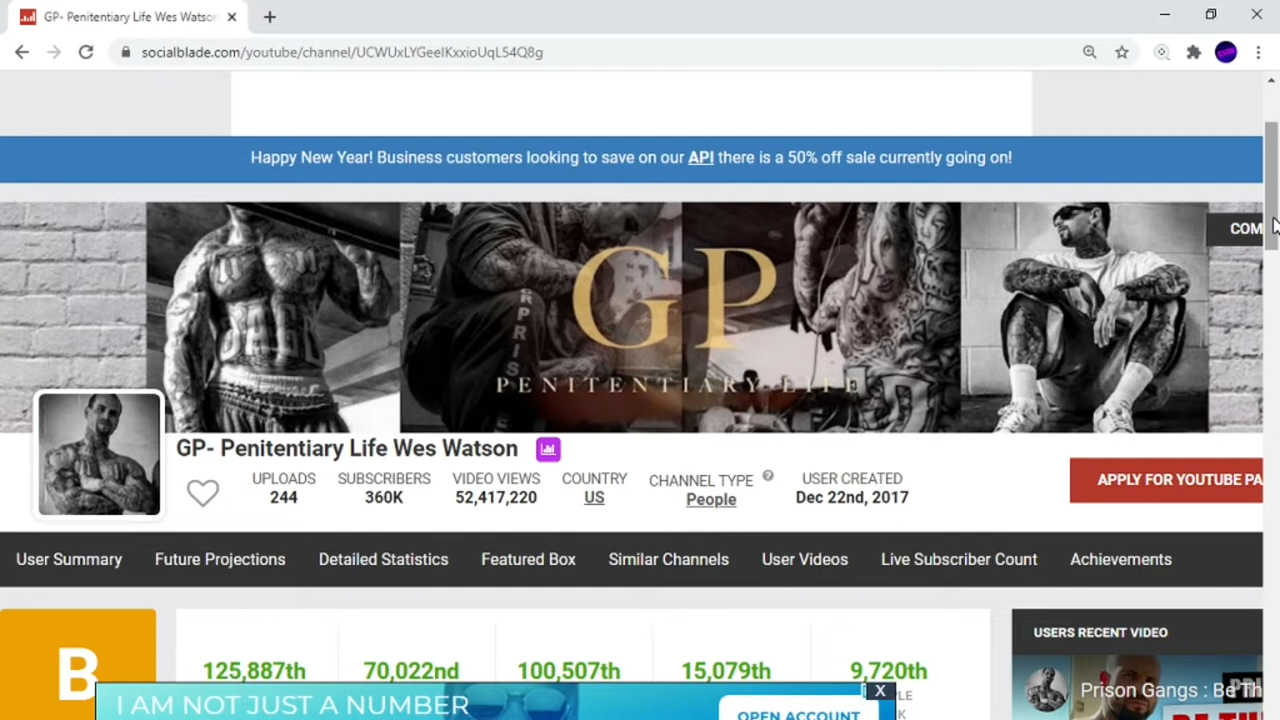 GP- Penitentiary Life Wes Watson
socialblade.com/youtube/channel/UCWUxLYGeelKxxioUqL54Q8g
Happy New Year! Business customers looking to save on our API there is a 50% off sale currently going on!
COM
GP
PENITENTIARY LIFE
GP- Penitentiary Life Wes Watson
UPLOADS SUBSCRIBERS VIDEO VIEWS COUNTRY CHANNEL TYPE USER CREATED
244 360K 52,417,220 US People Dec 22nd, 2017
APPLY FOR YOUTUBE PA
User Summary Future Projections Detailed Statistics Featured Box Similar Channels User Videos Live Subscriber Count Achievements
B
125,887th 70,022nd 100,507th 15,079th 9,720th
USERS RECENT VIDEO
Prison Gangs : Be Th
I AM NOT JUST A NUMBER
OPEN ACCOUNT
X